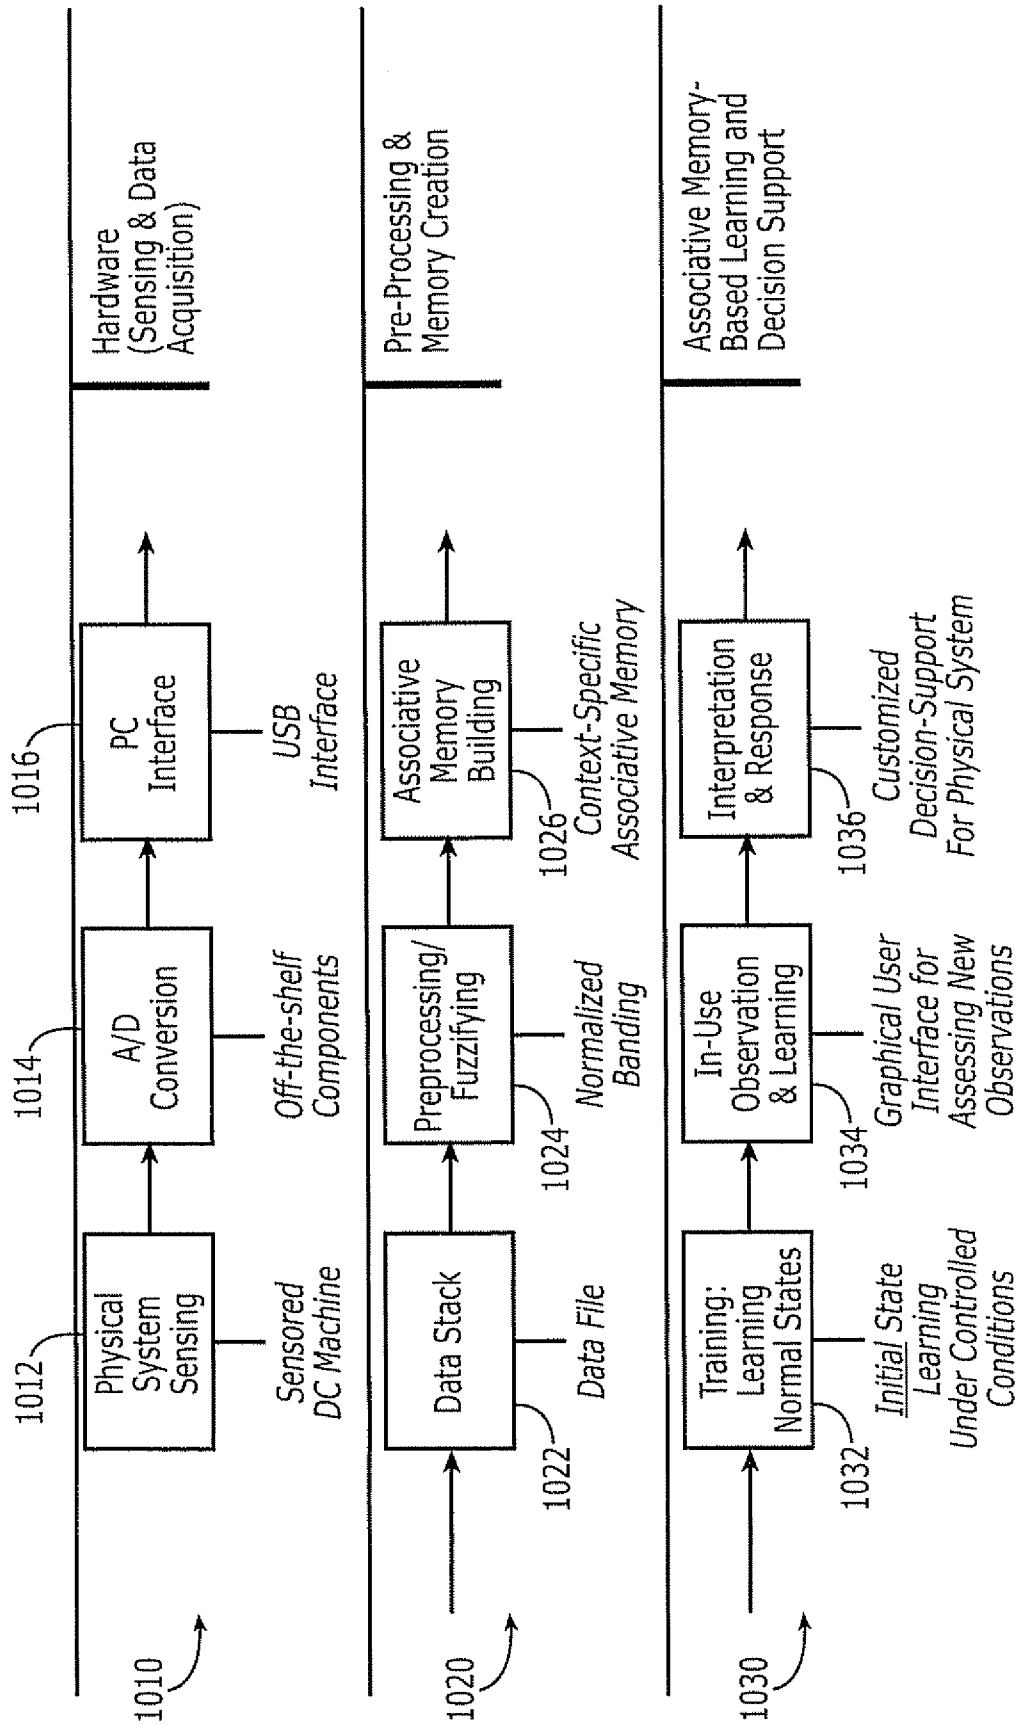 1012
1014
1016
Physical
System
Sensing
A/D
Conversion
PC
Interface
Hardware
(Sensing & Data
Acquisition)
1010
Sensored
DC Machine
Off-the-shelf
Components
USB
Interface
Data Stack
Preprocessing/
Fuzzifying
Associative
Memory
Building
Pre-Processing &
Memory Creation
1020
1022
1024
1026
Data File
Normalized
Banding
Context-Specific
Associative Memory
Training:
Learning
Normal States
In-Use
Observation
& Learning
Interpretation
& Response
Associative Memory-
Based Learning and
Decision Support
1030
1032
1034
1036
Initial State
Learning
Under Controlled
Conditions
Graphical User
Interface for
Assessing New
Observations
Customized
Decision-Support
For Physical System